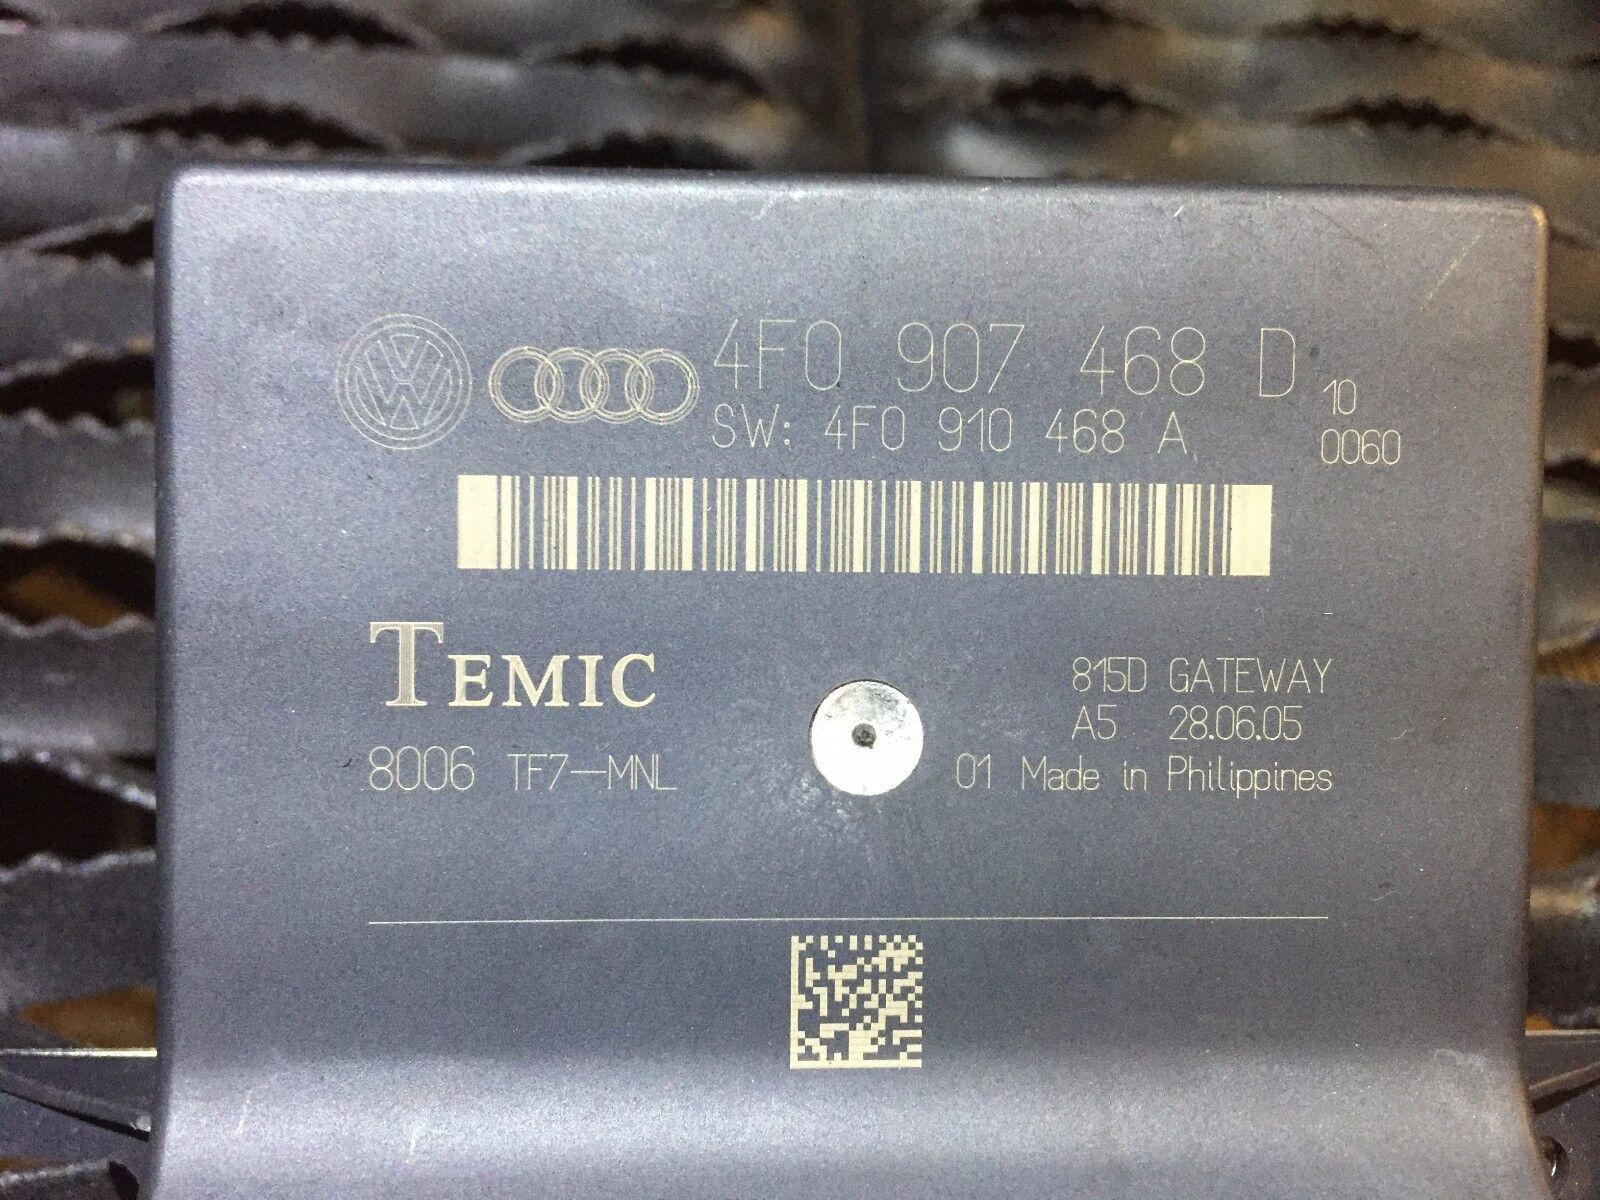 4F0 907 468 D 10
SW: 4F0 910 468 A 0060
TEMIC
815D GATEWAY
A5 28.06.05
8006 TF7-MNL 01 Made in Philippines